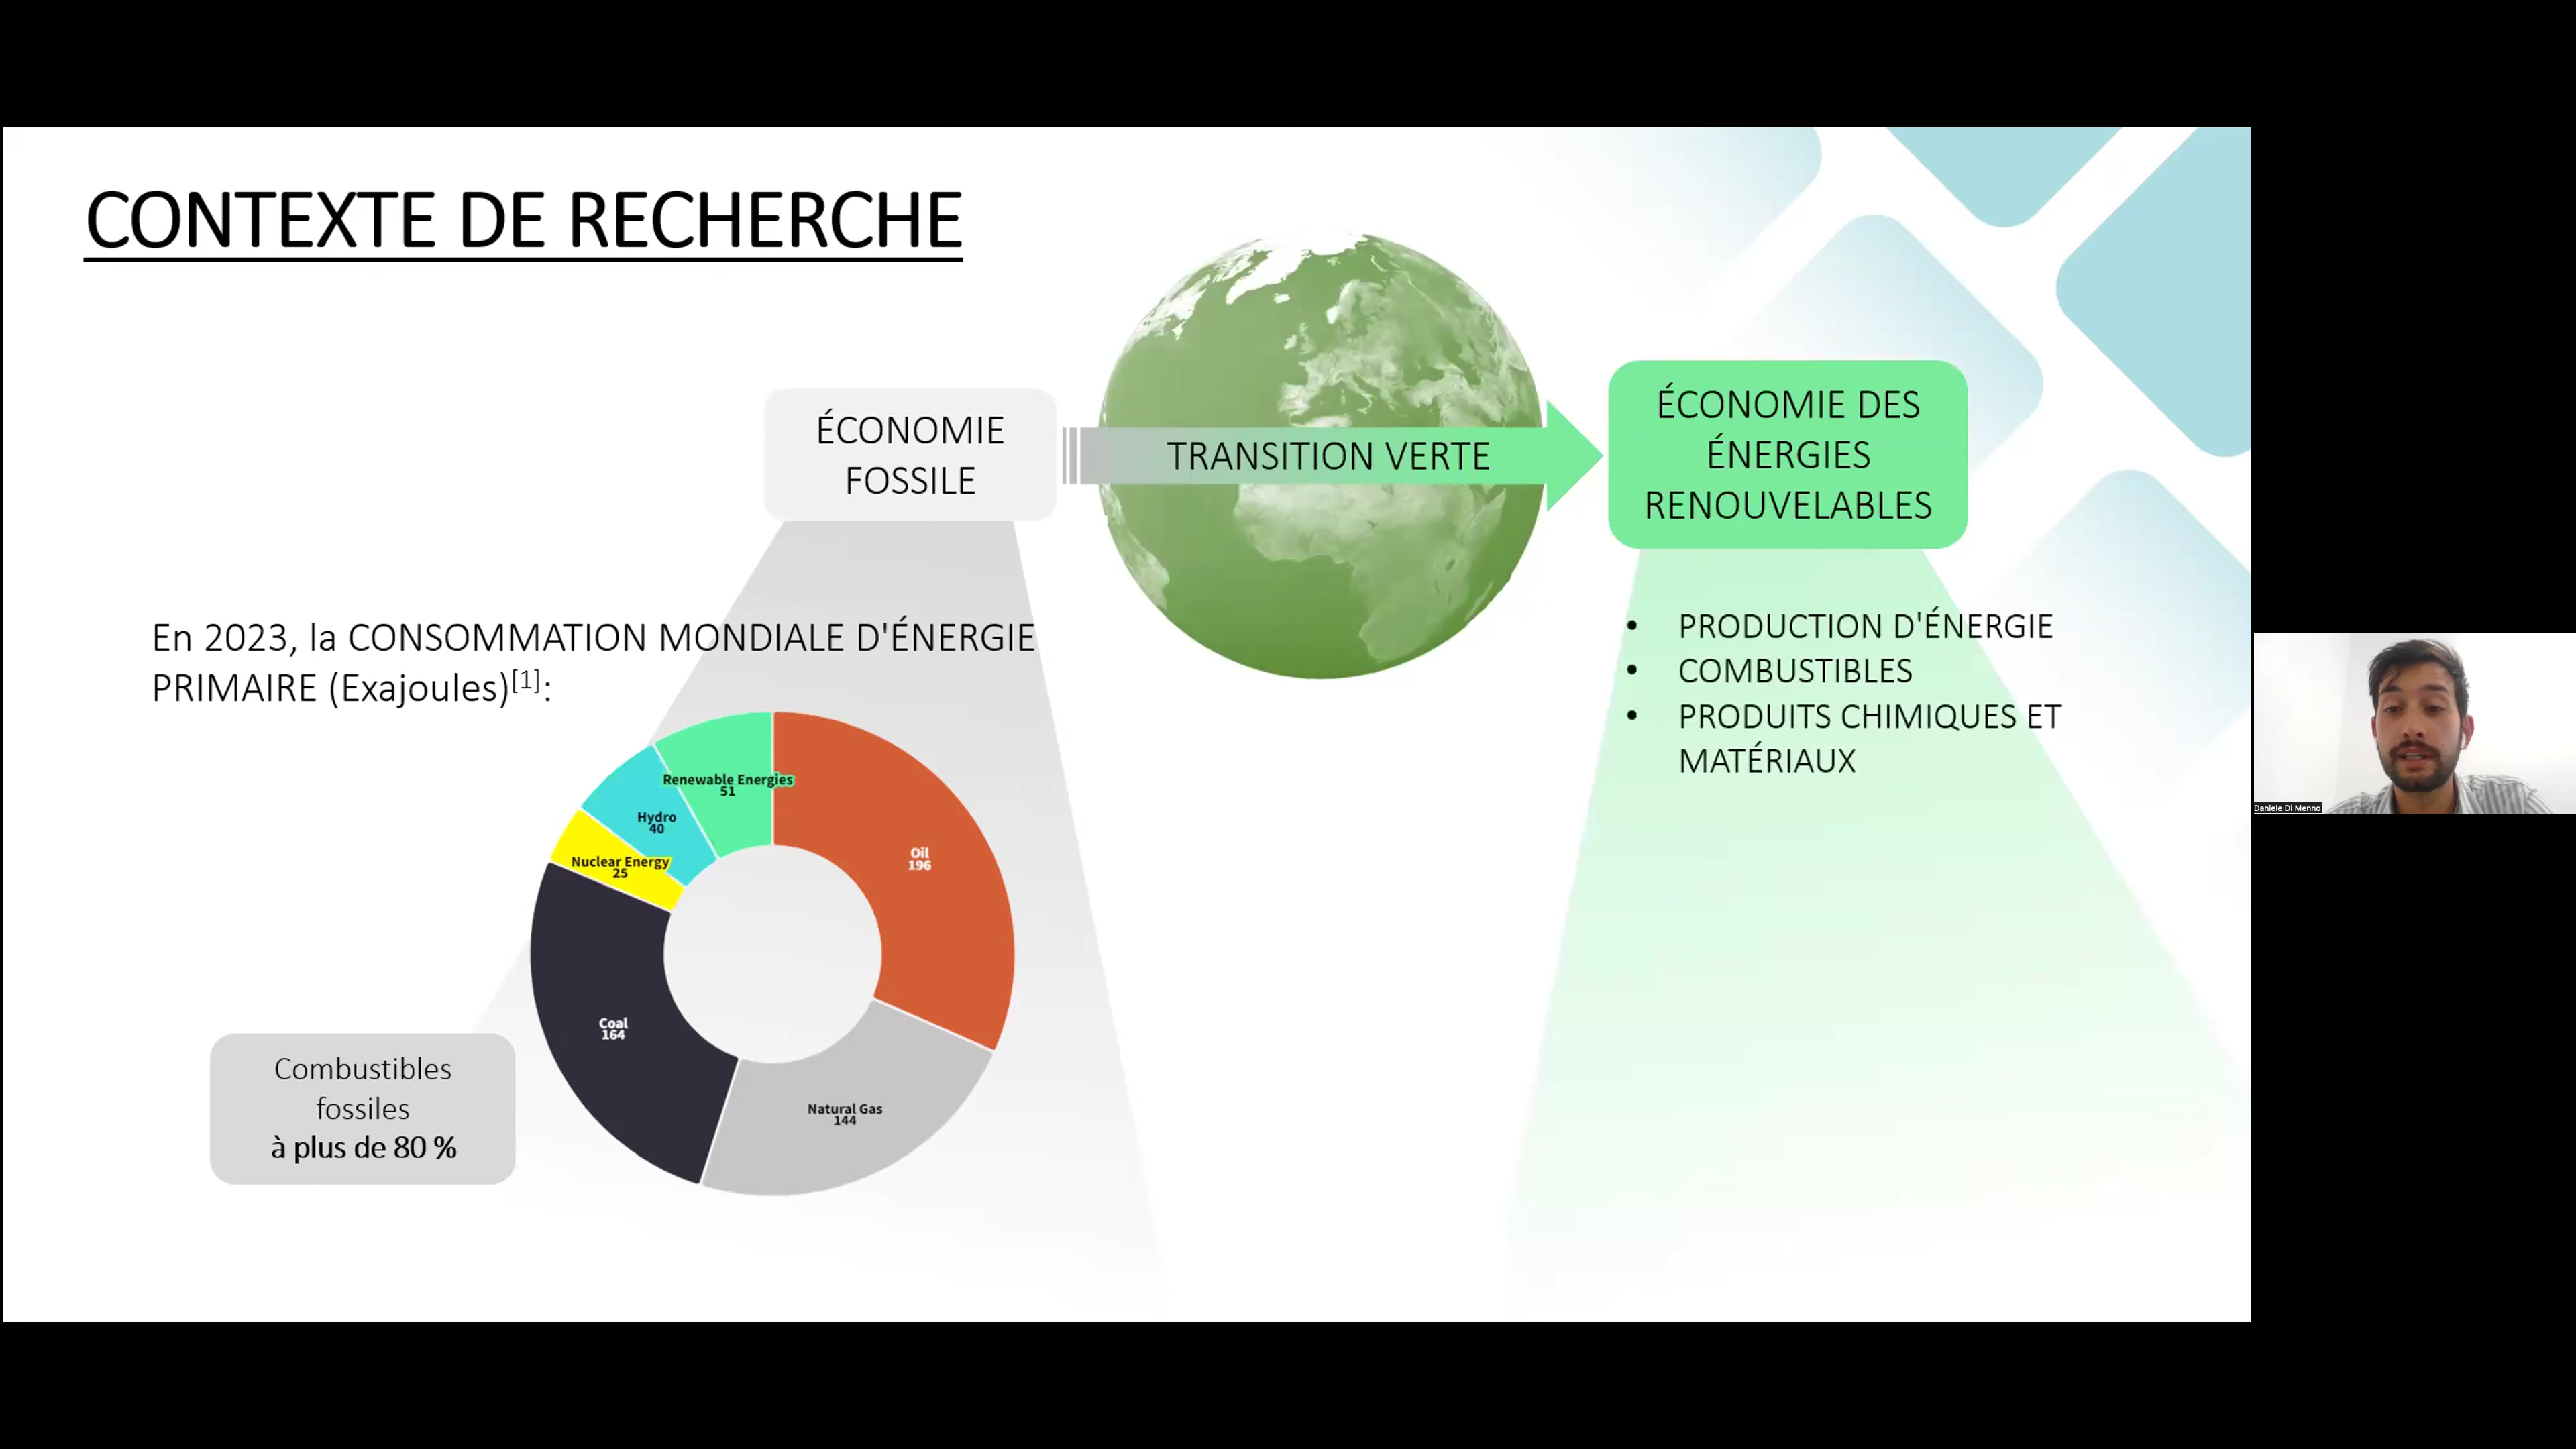 CONTEXTE DE RECHERCHE
ÉCONOMIE
FOSSILE
TRANSITION VERTE
ÉCONOMIE DES
ÉNERGIES
RENOUVELABLES
En 2023, la CONSOMMATION MONDIALE D'ÉNERGIE
PRIMAIRE (Exajoules)[1]:
• PRODUCTION D'ÉNERGIE
• COMBUSTIBLES
• PRODUITS CHIMIQUES ET
MATÉRIAUX
Renewable Energies
51
Hydro
40
Nuclear Energy
25
Oil
196
Coal
164
Natural Gas
144
Combustibles
fossiles
à plus de 80 %
Daniele Di Menno